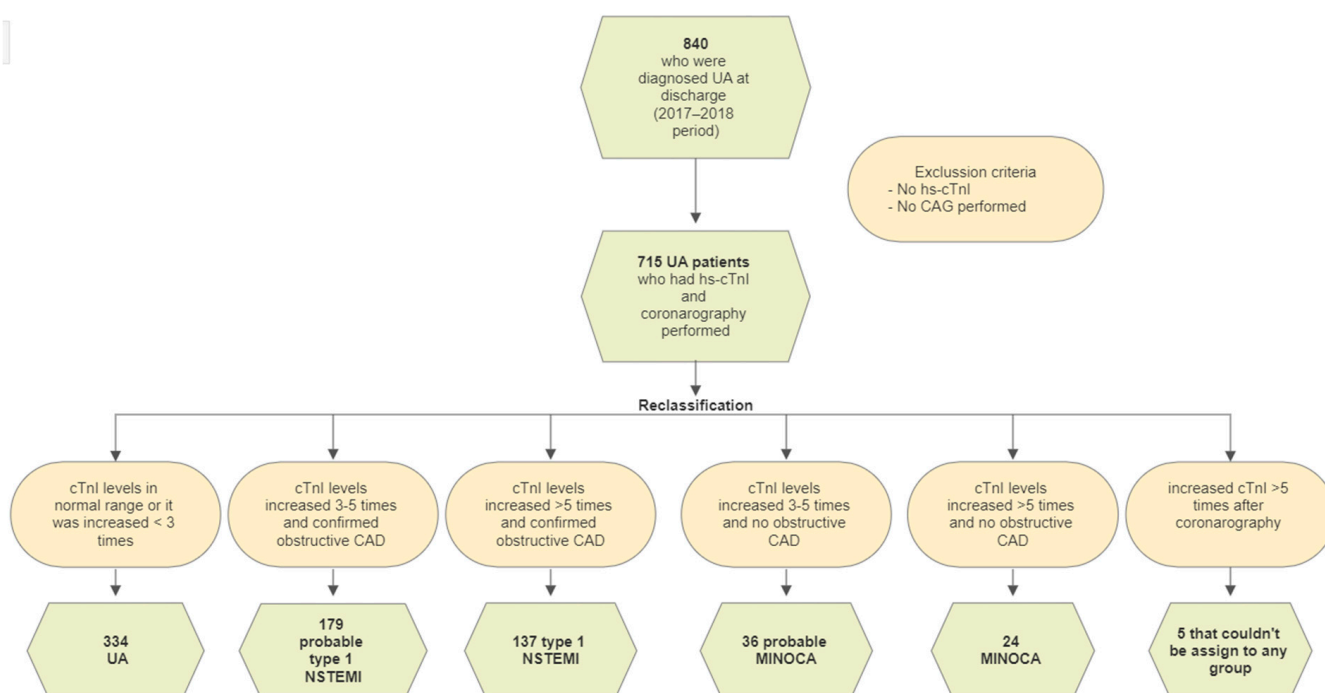 840
who were
diagnosed UA at
discharge
(2017–2018
period)
Exclussion criteria
- No hs-cTnI
- No CAG performed
715 UA patients
who had hs-cTnI
and
coronarography
performed
Reclassification
cTnI levels in
normal range or it
was increased < 3
times
cTnI levels
increased 3-5 times
and confirmed
obstructive CAD
cTnI levels
increased >5 times
and confirmed
obstructive CAD
cTnI levels
increased 3-5 times
and no obstructive
CAD
cTnI levels
increased >5 times
and no obstructive
CAD
increased cTnI >5
times after
coronarography
334
UA
179
probable
type 1
NSTEMI
137 type 1
NSTEMI
36 probable
MINOCA
24
MINOCA
5 that couldn't
be assign to any
group